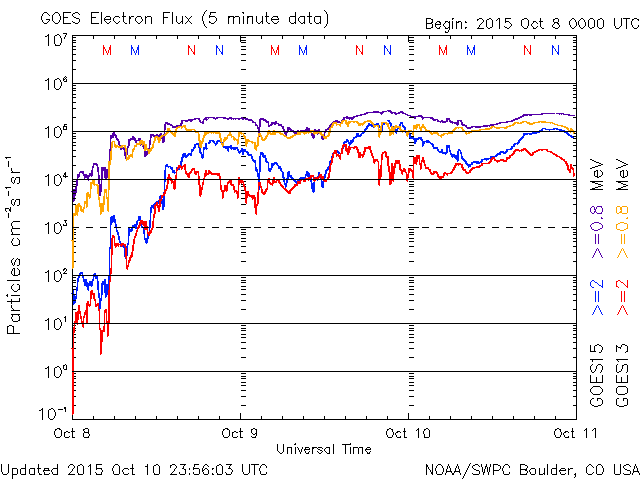 GOES Electron Flux (5 minute data)
Begin: 2015 Oct 8 0000 UTC
10⁷
M M N N M M N N M M N N
10⁶
10⁵
10⁴
10³
10²
10¹
10⁰
10⁻¹
Particles cm⁻²s⁻¹sr⁻¹
Oct 8 Oct 9 Oct 10 Oct 11
Universal Time
GOES15 >=2 >=0.8 MeV
GOES13 >=2 >=0.8 MeV
Updated 2015 Oct 10 23:56:03 UTC
NOAA/SWPC Boulder, CO USA